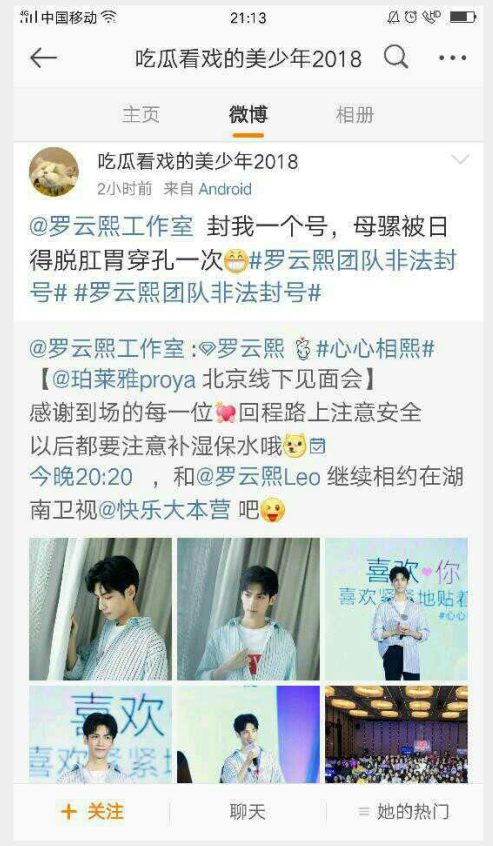 中国移动
21:13
吃瓜看戏的美少年2018
主页 微博 相册
吃瓜看戏的美少年2018
2小时前 来自 Android
@罗云熙工作室 封我一个号，母骡被日
得脱肛胃穿孔一次😁#罗云熙团队非法封
号# #罗云熙团队非法封号#
@罗云熙工作室 :罗云熙 #心心相熙#
【@珀莱雅proya 北京线下见面会】
感谢到场的每一位💘回程路上注意安全
以后都要注意补湿保水哦
今晚20:20 ，和@罗云熙Leo 继续相约在湖
南卫视@快乐大本营 吧😜
喜欢 你
喜欢紧紧地贴着
#心心
喜欢
喜欢紧紧
+ 关注
聊天
她的热门